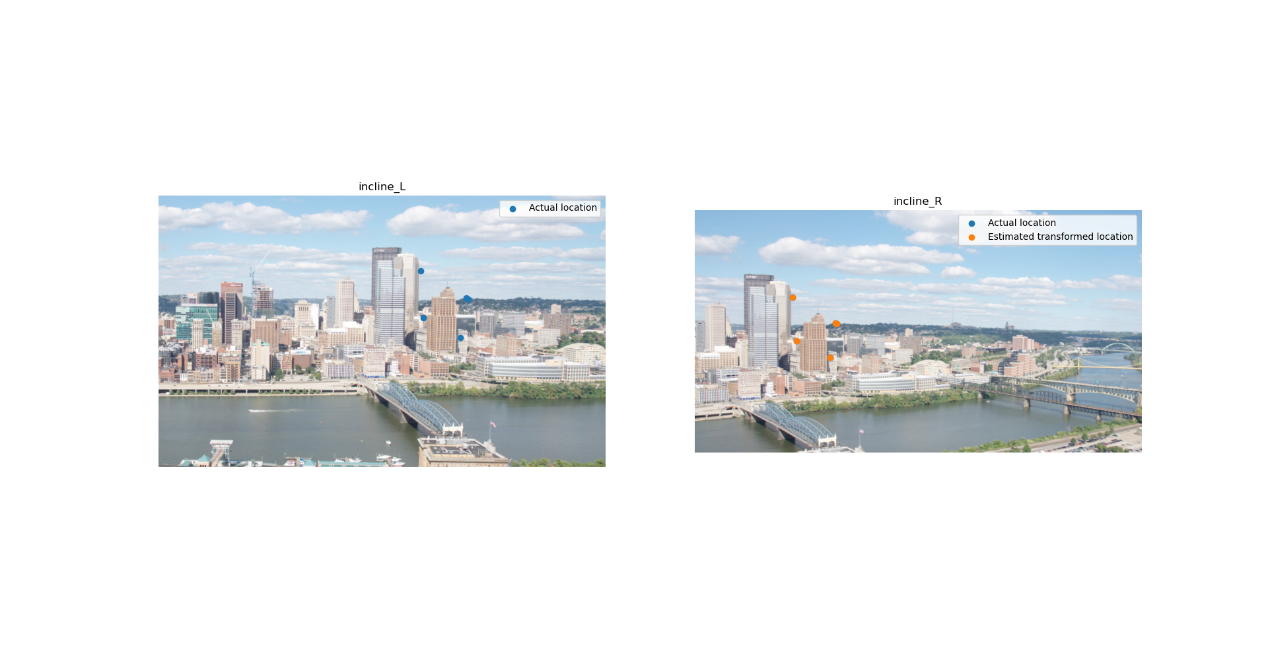 incline_L
Actual location
incline_R
Actual location
Estimated transformed location